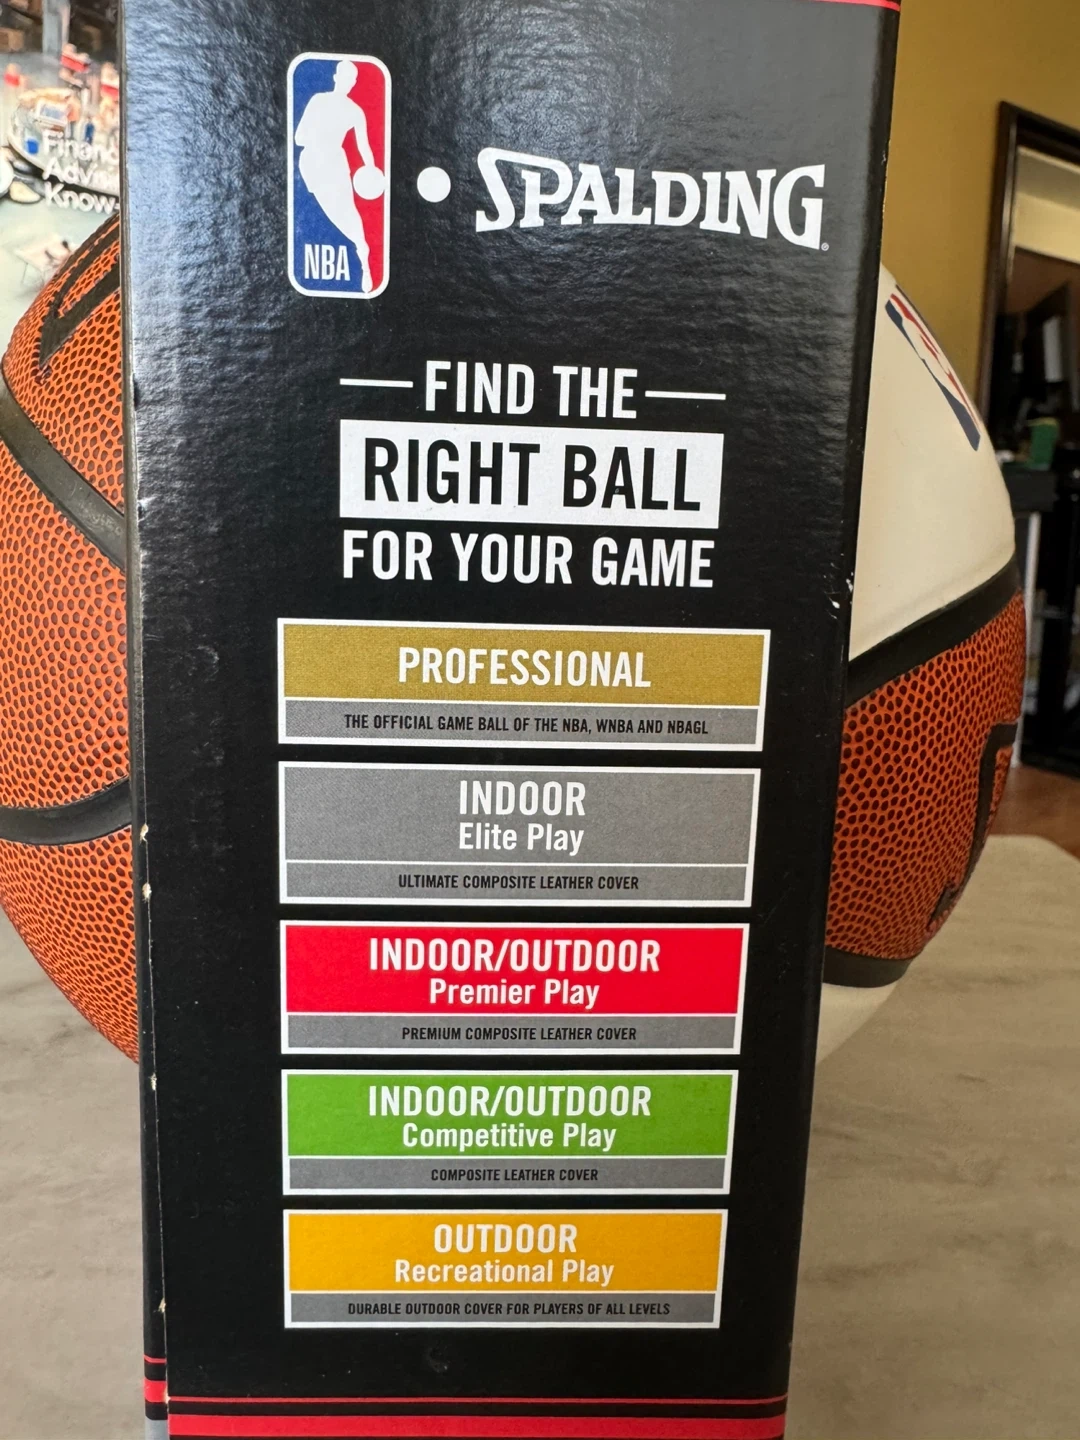 Know-
NBA
SPALDING
FIND THE
RIGHT BALL
FOR YOUR GAME
PROFESSIONAL
THE OFFICIAL GAME BALL OF THE NBA, WNBA AND NBAGL
INDOOR
Elite Play
ULTIMATE COMPOSITE LEATHER COVER
INDOOR/OUTDOOR
Premier Play
PREMIUM COMPOSITE LEATHER COVER
INDOOR/OUTDOOR
Competitive Play
COMPOSITE LEATHER COVER
OUTDOOR
Recreational Play
DURABLE OUTDOOR COVER FOR PLAYERS OF ALL LEVELS